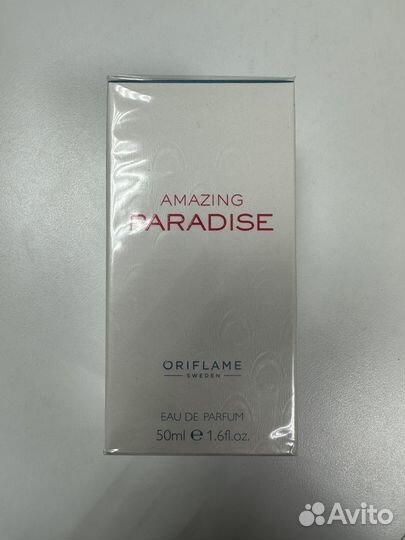 AMAZING
PARADISE
ORIFLAME
SWEDEN
EAU DE PARFUM
50ml e 1.6fl.oz.
Avito